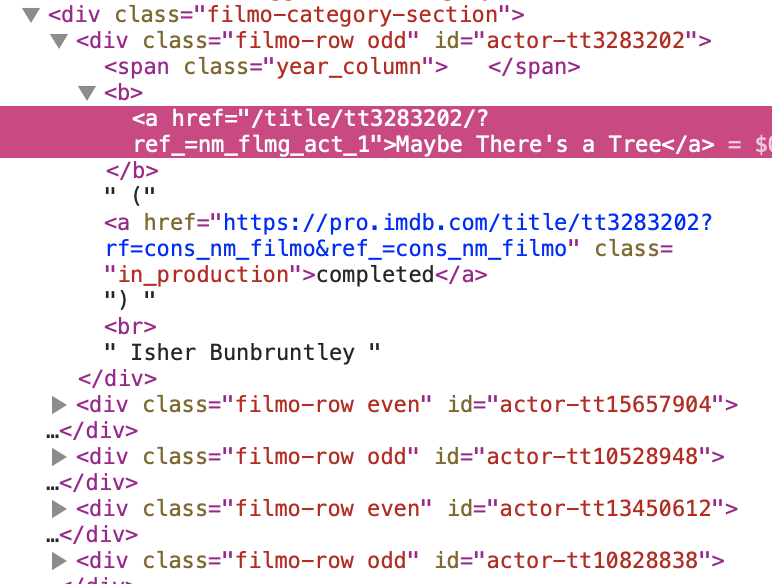 <div class="filmo-category-section">
<div class="filmo-row odd" id="actor-tt3283202">
<span class="year_column">   </span>
<b>
<a href="/title/tt3283202/?
ref_=nm_flmg_act_1">Maybe There's a Tree</a> = $0
</b>
" ("
<a href="https://pro.imdb.com/title/tt3283202?
rf=cons_nm_filmo&ref_=cons_nm_filmo" class=
"in_production">completed</a>
") "
<br>
" Isher Bunbruntley "
</div>
<div class="filmo-row even" id="actor-tt15657904">
…</div>
<div class="filmo-row odd" id="actor-tt10528948">
…</div>
<div class="filmo-row even" id="actor-tt13450612">
…</div>
<div class="filmo-row odd" id="actor-tt10828838">